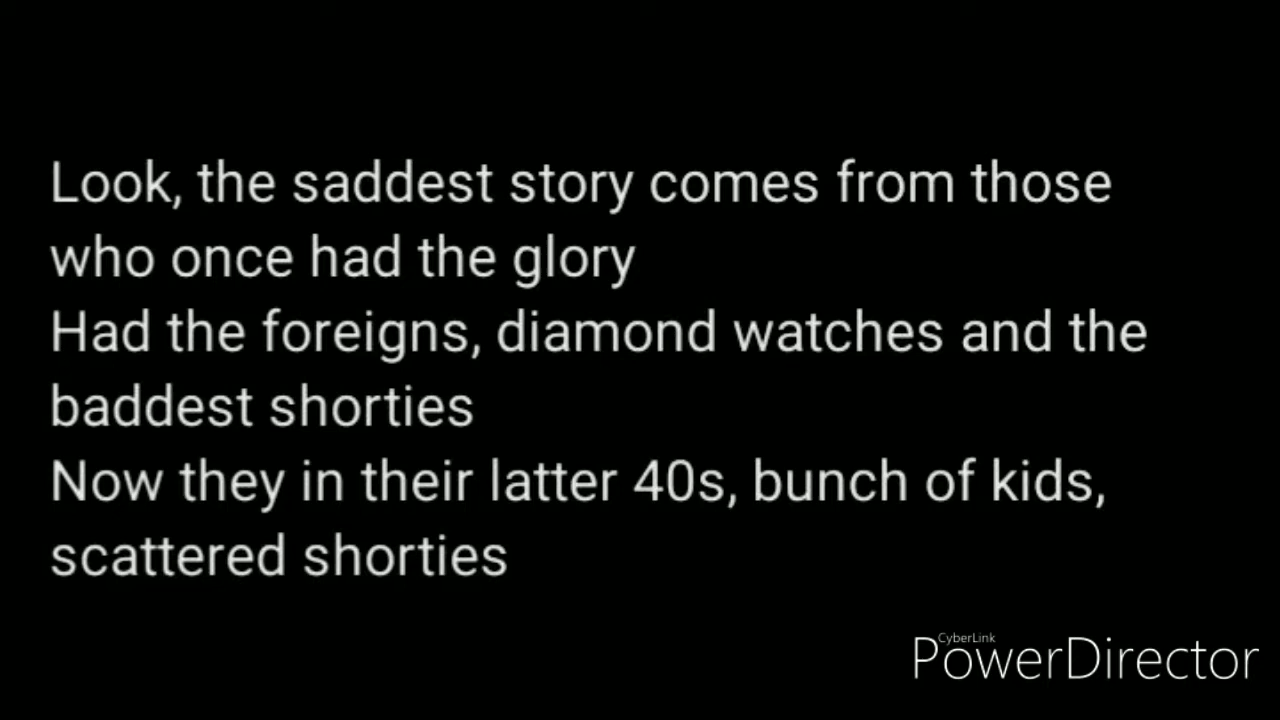 Look, the saddest story comes from those
who once had the glory
Had the foreigns, diamond watches and the
baddest shorties
Now they in their latter 40s, bunch of kids,
scattered shorties
CyberLink
PowerDirector